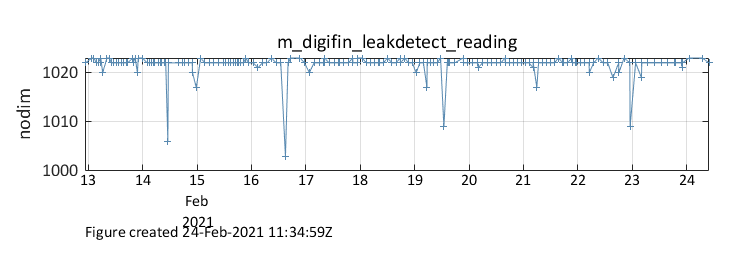 m_digifin_leakdetect_reading
nodim
1020
1010
1000
13 14 15 16 17 18 19 20 21 22 23 24
Feb
2021
Figure created 24-Feb-2021 11:34:59Z